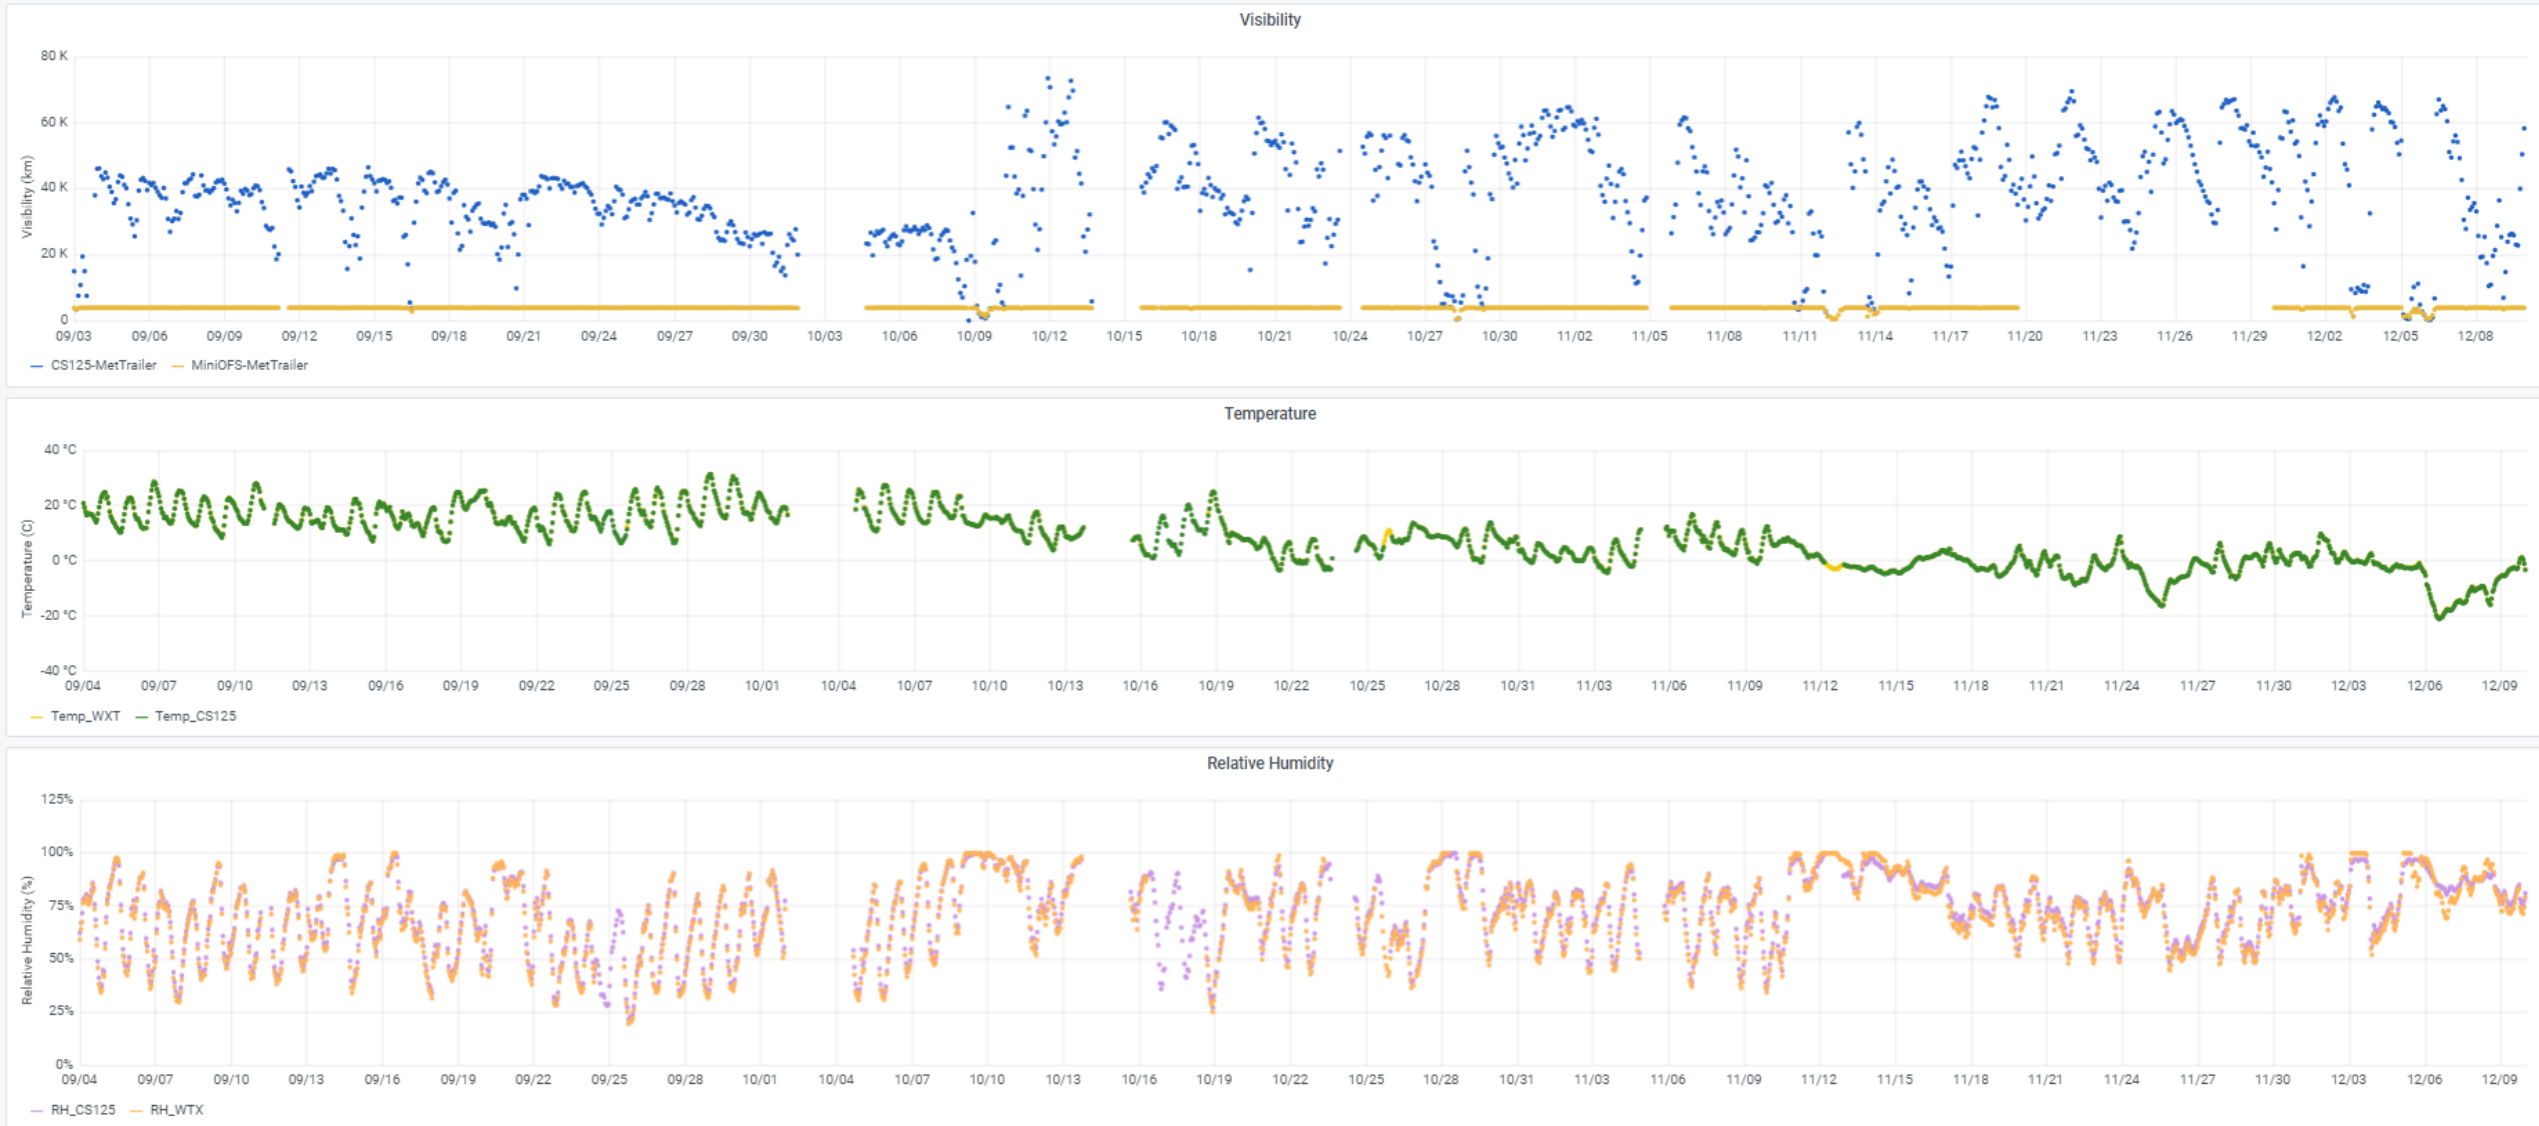 Visibility
80 K
60 K
40 K
20 K
0
Visibility (km)
09/03 09/06 09/09 09/12 09/15 09/18 09/21 09/24 09/27 09/30 10/03 10/06 10/09 10/12 10/15 10/18 10/21 10/24 10/27 10/30 11/02 11/05 11/08 11/11 11/14 11/17 11/20 11/23 11/26 11/29 12/02 12/05 12/08
CS125-MetTrailer MiniOFS-MetTrailer
Temperature
40 °C
20 °C
0 °C
-20 °C
-40 °C
Temperature (C)
09/04 09/07 09/10 09/13 09/16 09/19 09/22 09/25 09/28 10/01 10/04 10/07 10/10 10/13 10/16 10/19 10/22 10/25 10/28 10/31 11/03 11/06 11/09 11/12 11/15 11/18 11/21 11/24 11/27 11/30 12/03 12/06 12/09
Temp_WXT Temp_CS125
Relative Humidity
125%
100%
75%
50%
25%
0%
Relative Humidity (%)
09/04 09/07 09/10 09/13 09/16 09/19 09/22 09/25 09/28 10/01 10/04 10/07 10/10 10/13 10/16 10/19 10/22 10/25 10/28 10/31 11/03 11/06 11/09 11/12 11/15 11/18 11/21 11/24 11/27 11/30 12/03 12/06 12/09
RH_CS125 RH_WTX